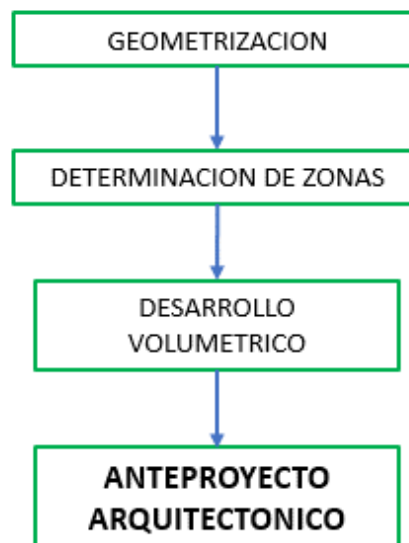 GEOMETRIZACION
DETERMINACION DE ZONAS
DESARROLLO
VOLUMETRICO
ANTEPROYECTO
ARQUITECTONICO